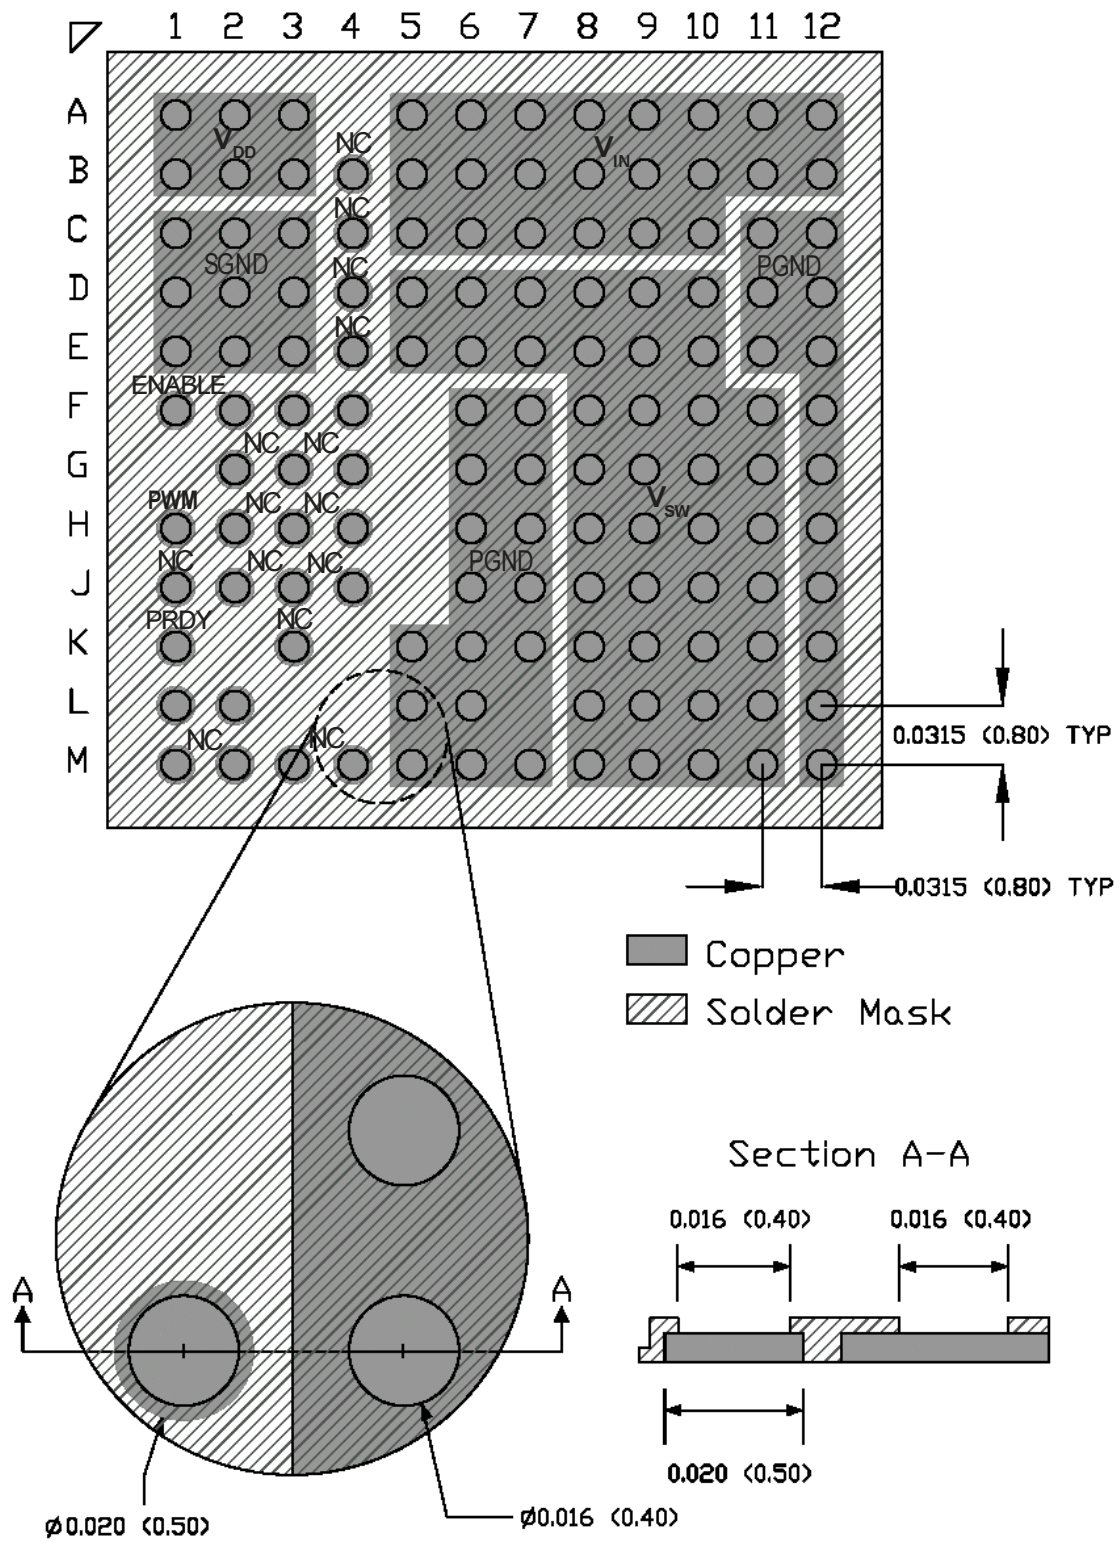 1 2 3 4 5 6 7 8 9 10 11 12
A
V DD
NC
V IN
B
NC
C
SGND
NC
PGND
D
NC
E
ENABLE
F
NC NC
G
PWM
NC NC
V SW
H
NC
NC NC
PGND
J
PRDY
NC
K
L
0.0315 (0.80) TYP
NC
NC
M
0.0315 (0.80) TYP
Copper
Solder Mask
Section A-A
0.016 (0.40)
0.016 (0.40)
A
A
0.020 (0.50)
Ø0.020 (0.50)
Ø0.016 (0.40)